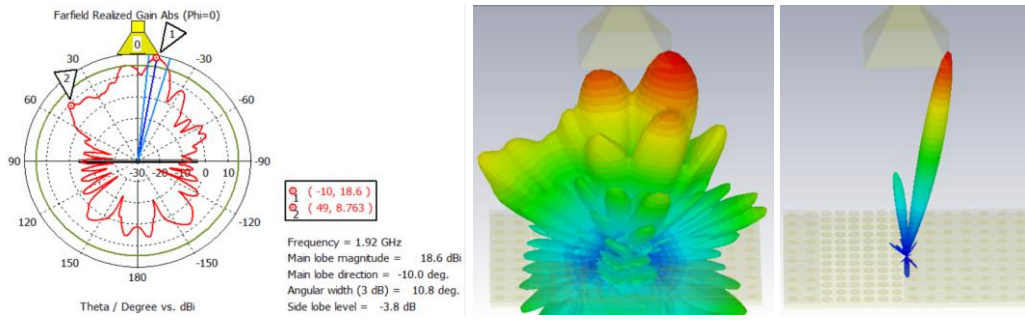 Farfield Realized Gain Abs (Phi=0)
0
1
30
-30
2
60
-60
90
-30 -20 -10 0 10
-90
120
-120
150
-150
180
Theta / Degree vs. dBi
1 ( -10, 18.6 )
2 ( 49, 8.763 )
Frequency = 1.92 GHz
Main lobe magnitude = 18.6 dBi
Main lobe direction = -10.0 deg.
Angular width (3 dB) = 10.8 deg.
Side lobe level = -3.8 dB